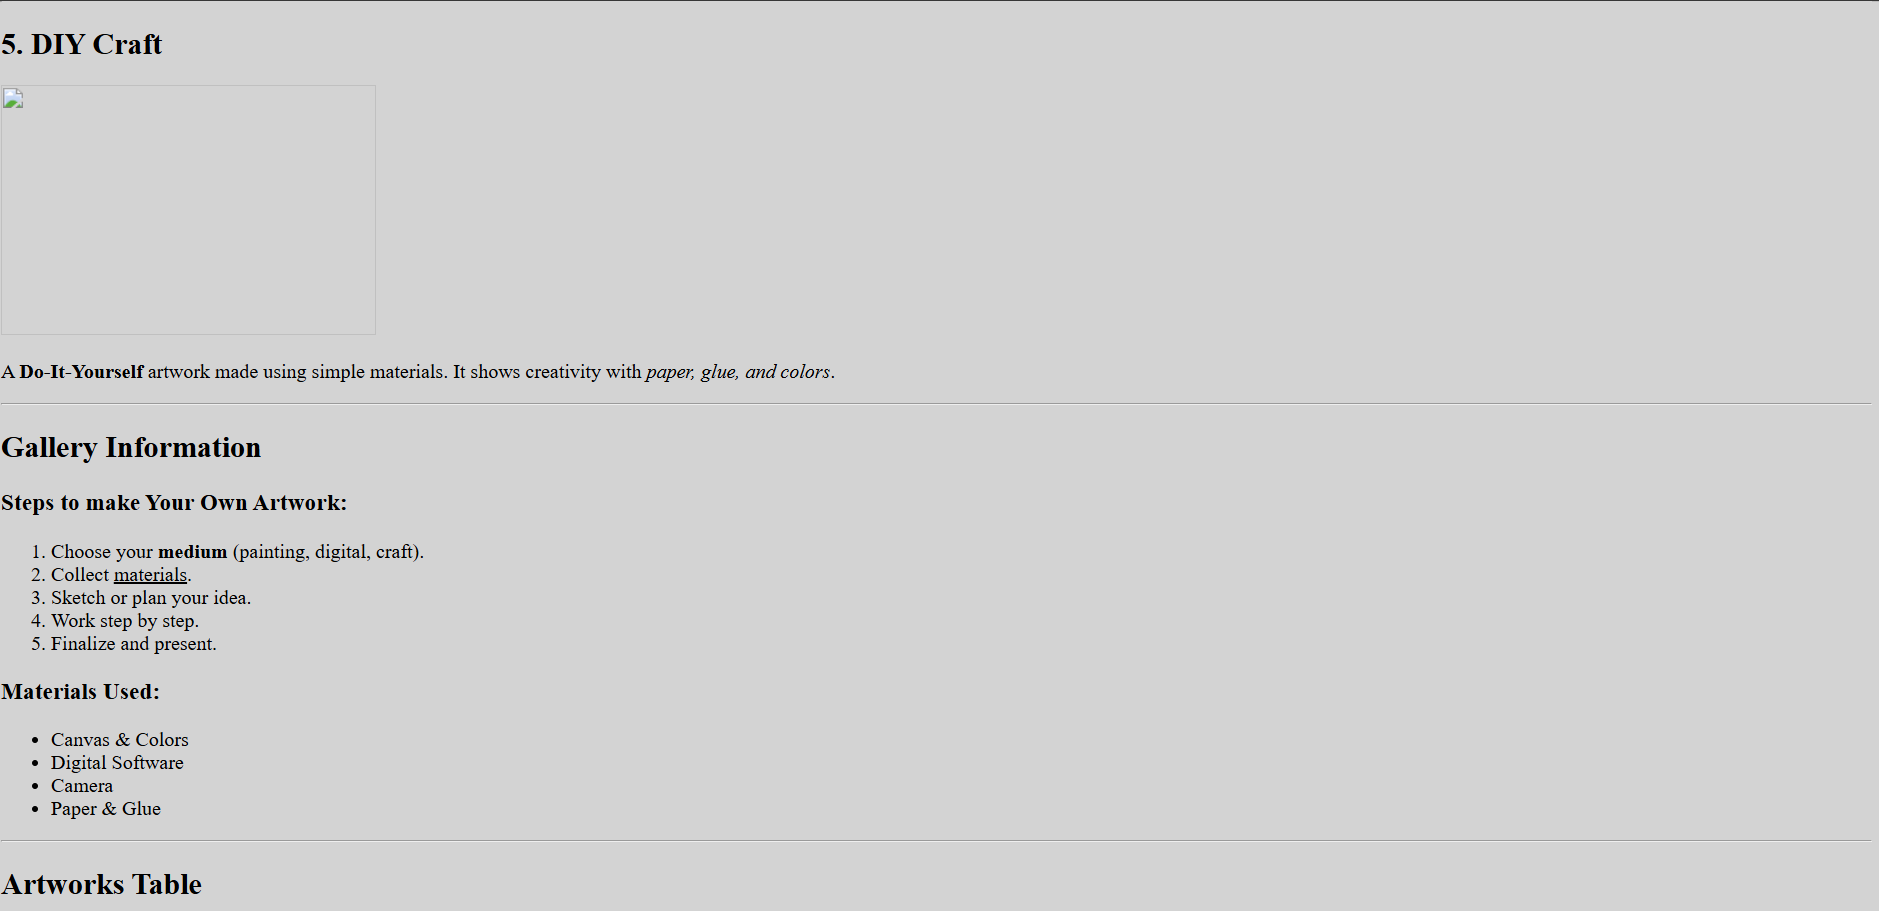 5. DIY Craft
A Do-It-Yourself artwork made using simple materials. It shows creativity with paper, glue, and colors.
Gallery Information
Steps to make Your Own Artwork:
1. Choose your medium (painting, digital, craft).
2. Collect materials.
3. Sketch or plan your idea.
4. Work step by step.
5. Finalize and present.
Materials Used:
• Canvas & Colors
• Digital Software
• Camera
• Paper & Glue
Artworks Table